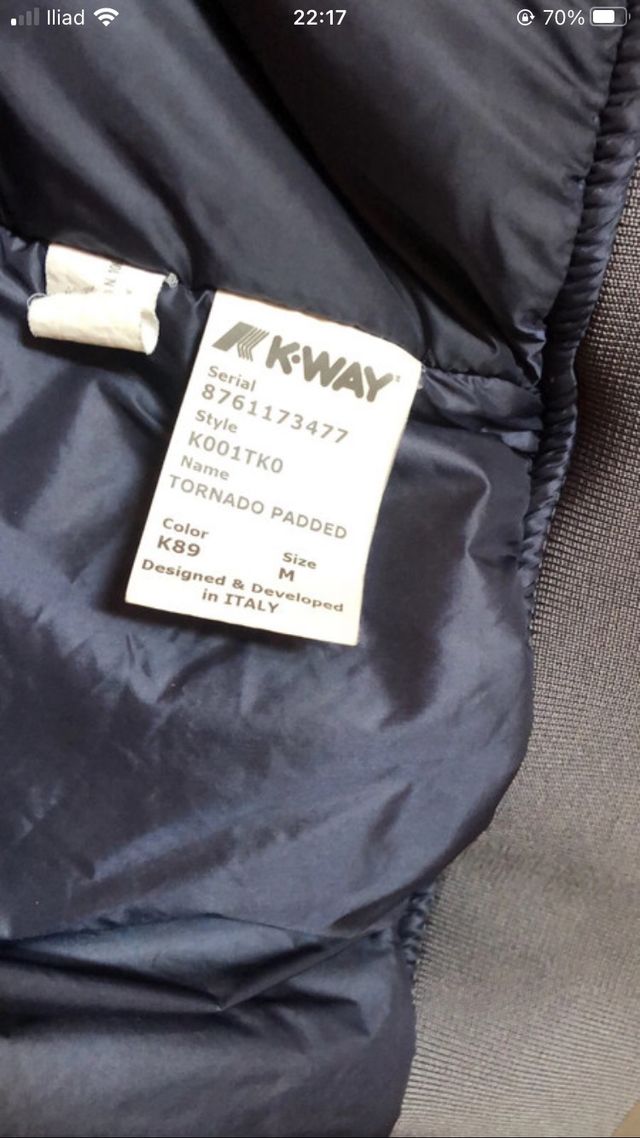 Iliad 22:17 70%
K·WAY
Serial
8761173477
Style
K001TK0
Name
TORNADO PADDED
Color Size
K89 M
Designed & Developed
in ITALY